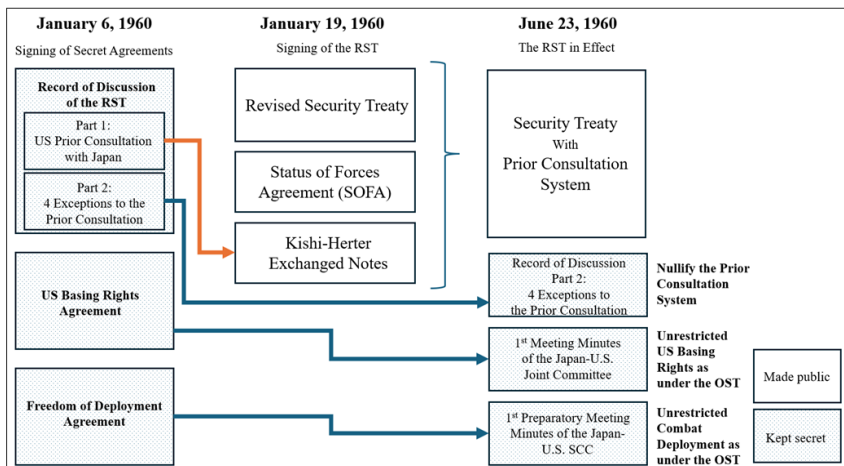 January 6, 1960
Signing of Secret Agreements
Record of Discussion
of the RST
Part 1:
US Prior Consultation
with Japan
Part 2:
4 Exceptions to the
Prior Consultation
US Basing Rights
Agreement
Freedom of Deployment
Agreement
January 19, 1960
Signing of the RST
Revised Security Treaty
Status of Forces
Agreement (SOFA)
Kishi-Herter
Exchanged Notes
June 23, 1960
The RST in Effect
Security Treaty
With
Prior Consultation
System
Record of Discussion
Part 2:
4 Exceptions to
the Prior Consultation
Nullify the Prior
Consultation
System
1st Meeting Minutes
of the Japan-U.S.
Joint Committee
Unrestricted
US Basing
Rights as
under the OST
1st Preparatory Meeting
Minutes of the Japan-
U.S. SCC
Unrestricted
Combat
Deployment as
under the OST
Made public
Kept secret